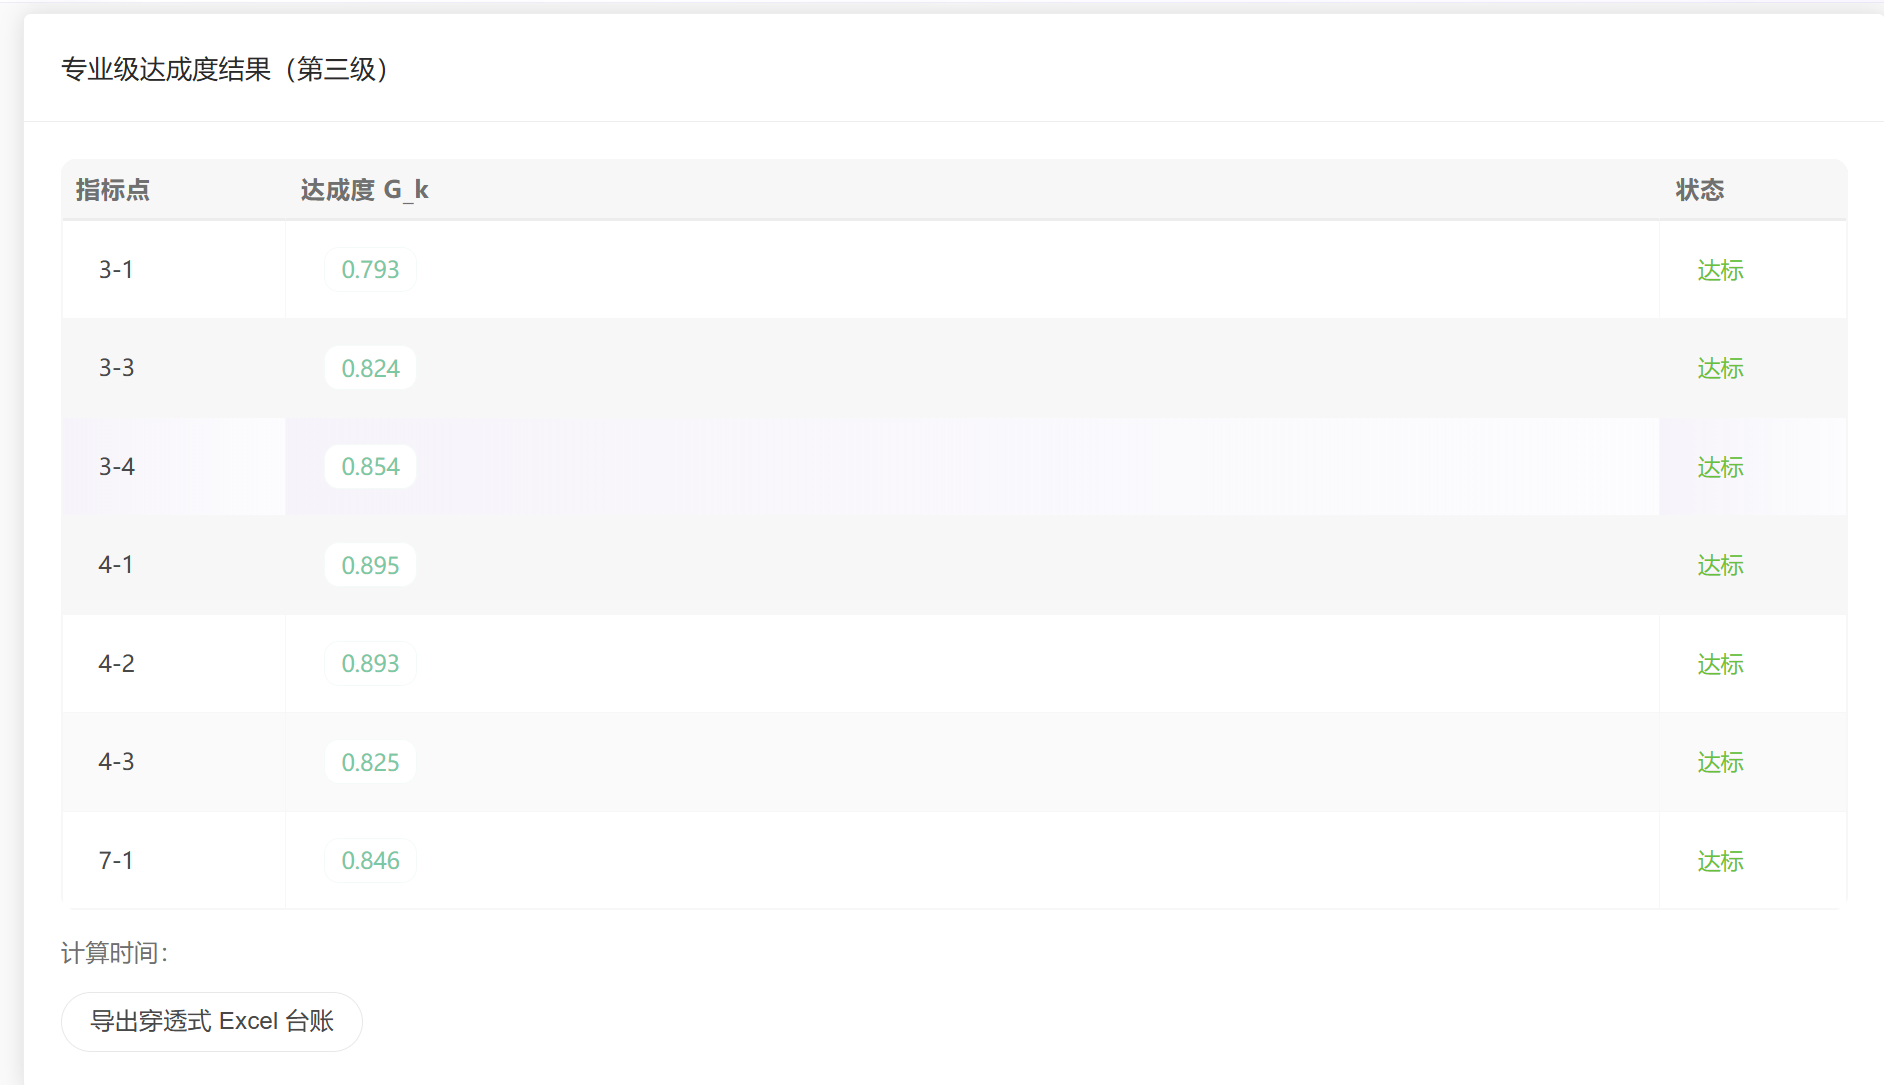 专业级达成度结果（第三级）
指标点 达成度 G_k 状态
3-1 0.793 达标
3-3 0.824 达标
3-4 0.854 达标
4-1 0.895 达标
4-2 0.893 达标
4-3 0.825 达标
7-1 0.846 达标
计算时间：
导出穿透式 Excel 台账